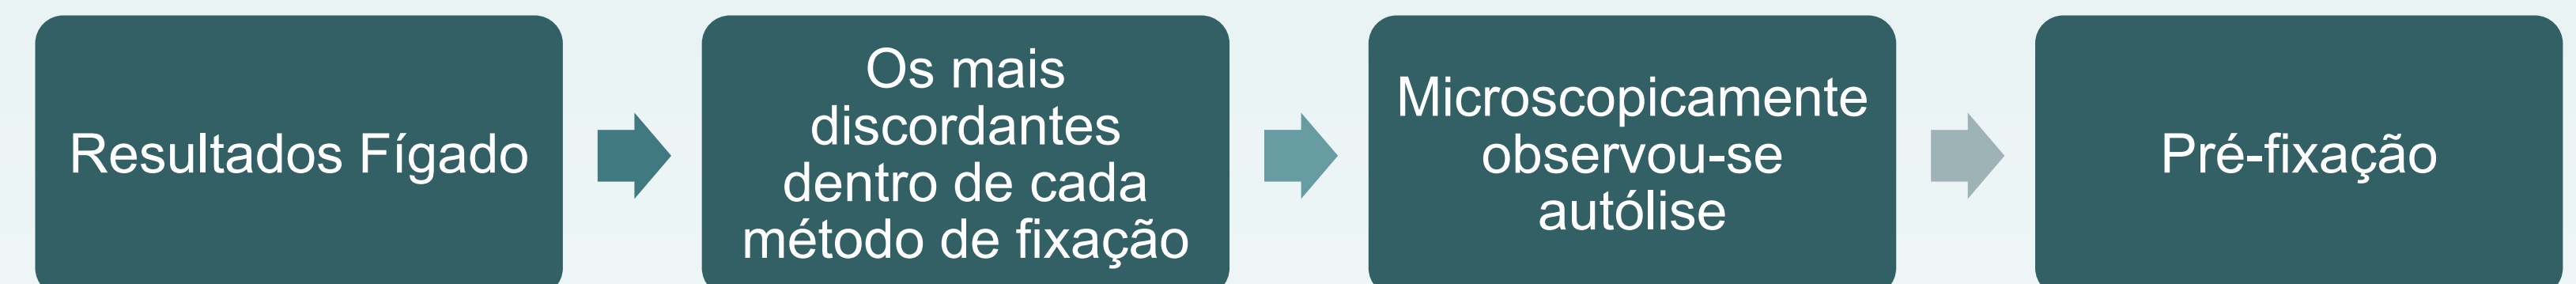 Resultados Fígado
Os mais
discordantes
dentro de cada
método de fixação
Microscopicamente
observou-se
autólise
Pré-fixação